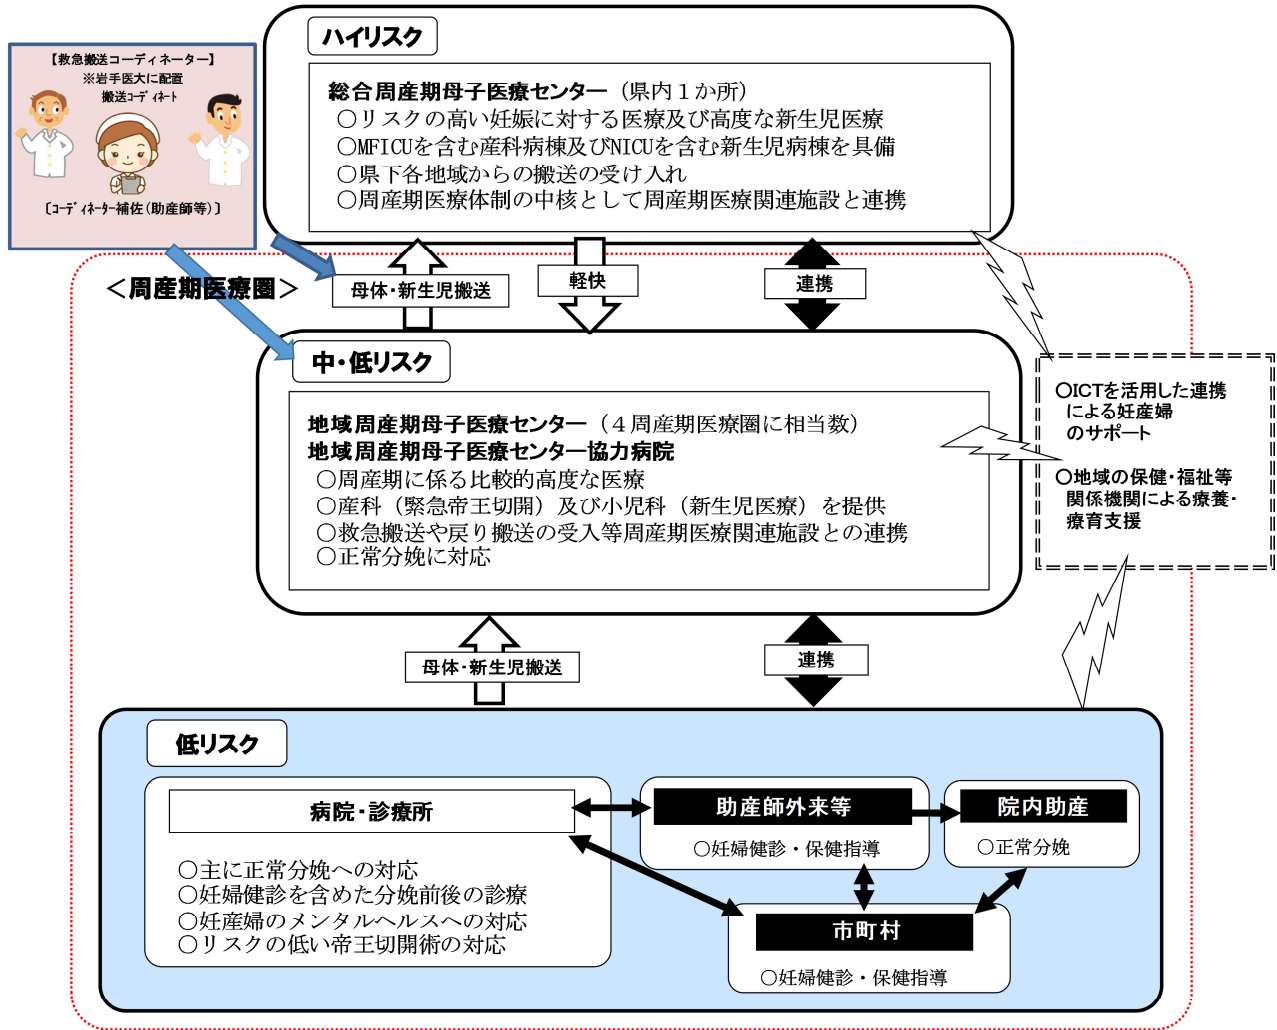 【救急搬送コーディネーター】
※岩手医大に配置
搬送ｺｰﾃﾞｨﾈｰﾄ
〔ｺｰﾃﾞｨﾈｰﾀｰ補佐(助産師等)〕
ハイリスク
総合周産期母子医療センター（県内１か所）
○リスクの高い妊娠に対する医療及び高度な新生児医療
○MFICUを含む産科病棟及びNICUを含む新生児病棟を具備
○県下各地域からの搬送の受け入れ
○周産期医療体制の中核として周産期医療関連施設と連携
＜周産期医療圏＞
母体・新生児搬送
軽快
連携
中・低リスク
地域周産期母子医療センター（４周産期医療圏に相当数）
地域周産期母子医療センター協力病院
○周産期に係る比較的高度な医療
○産科（緊急帝王切開）及び小児科（新生児医療）を提供
○救急搬送や戻り搬送の受入等周産期医療関連施設との連携
○正常分娩に対応
○ICTを活用した連携
による妊産婦
のサポート
○地域の保健・福祉等
関係機関による療養・
療育支援
母体・新生児搬送
連携
低リスク
病院・診療所
○主に正常分娩への対応
○妊婦健診を含めた分娩前後の診療
○妊産婦のメンタルヘルスへの対応
○リスクの低い帝王切開術の対応
助産師外来等
○妊婦健診・保健指導
院内助産
○正常分娩
市町村
○妊婦健診・保健指導